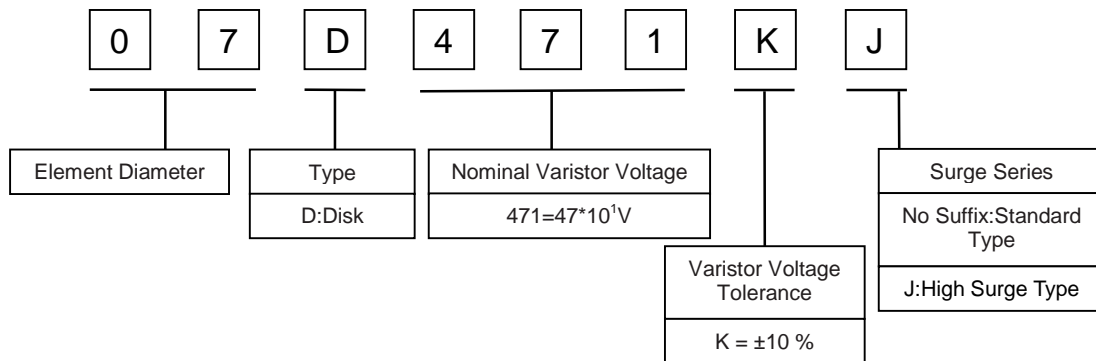 0 7 D 4 7 1 K J
Element Diameter
Type
D:Disk
Nominal Varistor Voltage
471=47*10¹V
Varistor Voltage
Tolerance
K = ±10 %
Surge Series
No Suffix:Standard
Type
J:High Surge Type